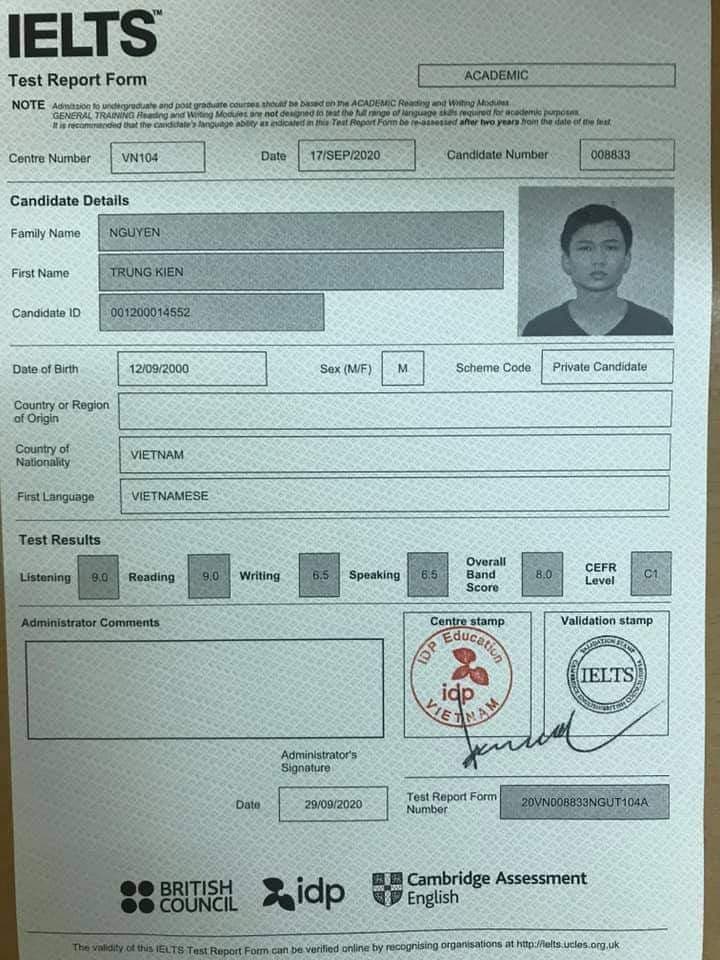 IELTS™
Test Report Form
ACADEMIC
NOTE Admission to undergraduate and post graduate courses should be based on the ACADEMIC Reading and Writing Modules.
GENERAL TRAINING Reading and Writing Modules are not designed to test the full range of language skills required for academic purposes.
It is recommended that the candidate's language ability as indicated in this Test Report Form be re-assessed after two years from the date of the test.
Centre Number VN104 Date 17/SEP/2020 Candidate Number 008833
Candidate Details
Family Name NGUYEN
First Name TRUNG KIEN
Candidate ID 001200014552
Date of Birth 12/09/2000 Sex (M/F) M Scheme Code Private Candidate
Country or Region
of Origin
Country of
Nationality
VIETNAM
First Language VIETNAMESE
Test Results
Listening 9.0 Reading 9.0 Writing 6.5 Speaking 6.5 Overall Band Score 8.0 CEFR Level C1
Administrator Comments
Centre stamp
IDP Education
idp
VIETNAM
Validation stamp
VALIDATION STAMP
IELTS
Administrator's
Signature
Date 29/09/2020
Test Report Form
Number
20VN008833NGUT104A
BRITISH
COUNCIL
idp
Cambridge Assessment
English
The validity of this IELTS Test Report Form can be verified online by recognising organisations at http://ielts.ucles.org.uk